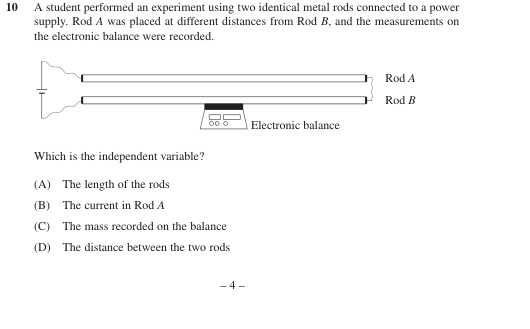 10 A student performed an experiment using two identical metal rods connected to a power
supply. Rod A was placed at different distances from Rod B, and the measurements on
the electronic balance were recorded.
Rod A
Rod B
Electronic balance
Which is the independent variable?
(A) The length of the rods
(B) The current in Rod A
(C) The mass recorded on the balance
(D) The distance between the two rods
– 4 –